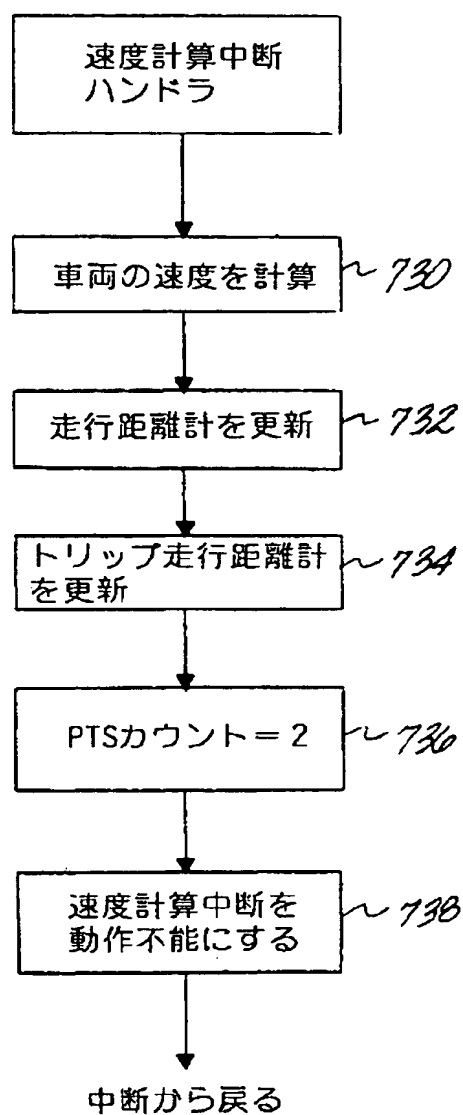 速度計算中断
ハンドラ
車両の速度を計算
730
走行距離計を更新
732
トリップ走行距離計
を更新
734
PTSカウント＝2
736
速度計算中断を
動作不能にする
738
中断から戻る